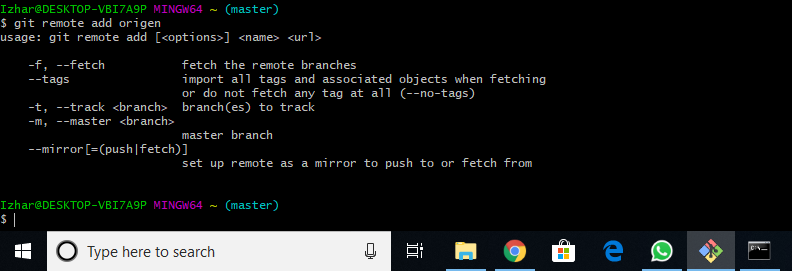 Izhar@DESKTOP-VBI7A9P MINGW64 ~ (master)
$ git remote add origen
usage: git remote add [<options>] <name> <url>
-f, --fetch fetch the remote branches
--tags import all tags and associated objects when fetching
or do not fetch any tag at all (--no-tags)
-t, --track <branch> branch(es) to track
-m, --master <branch>
master branch
--mirror[=(push|fetch)]
set up remote as a mirror to push to or fetch from
Izhar@DESKTOP-VBI7A9P MINGW64 ~ (master)
$
Type here to search